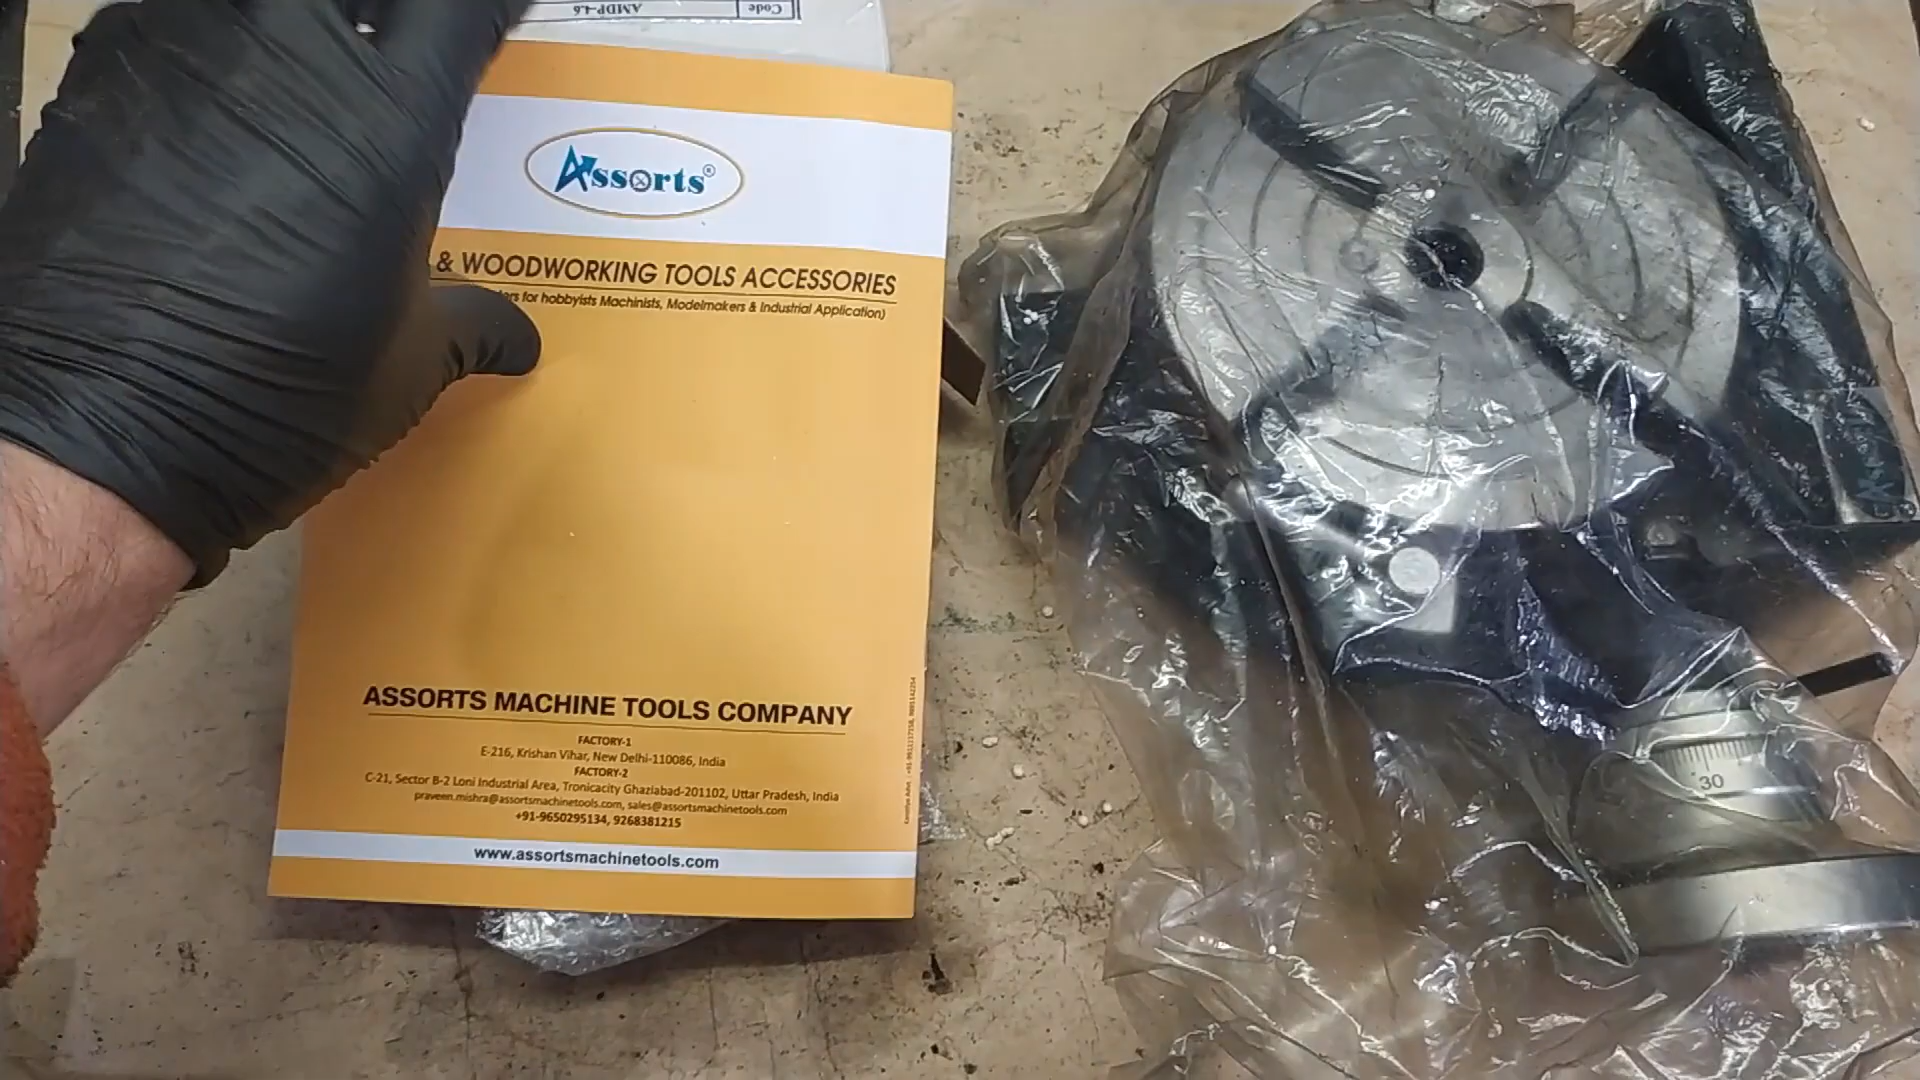 Code
AMDP-4.6
Assorts®
& WOODWORKING TOOLS ACCESSORIES
for hobbyists Machinists, Modelmakers & Industrial Application)
ASSORTS MACHINE TOOLS COMPANY
FACTORY-1
E-216, Krishan Vihar, New Delhi-110086, India
FACTORY-2
C-21, Sector B-2 Loni Industrial Area, Tronicacity Ghaziabad-201102, Uttar Pradesh, India
praveen.mishra@assortsmachinetools.com, sales@assortsmachinetools.com
+91-9650295134, 9268381215
www.assortsmachinetools.com
30